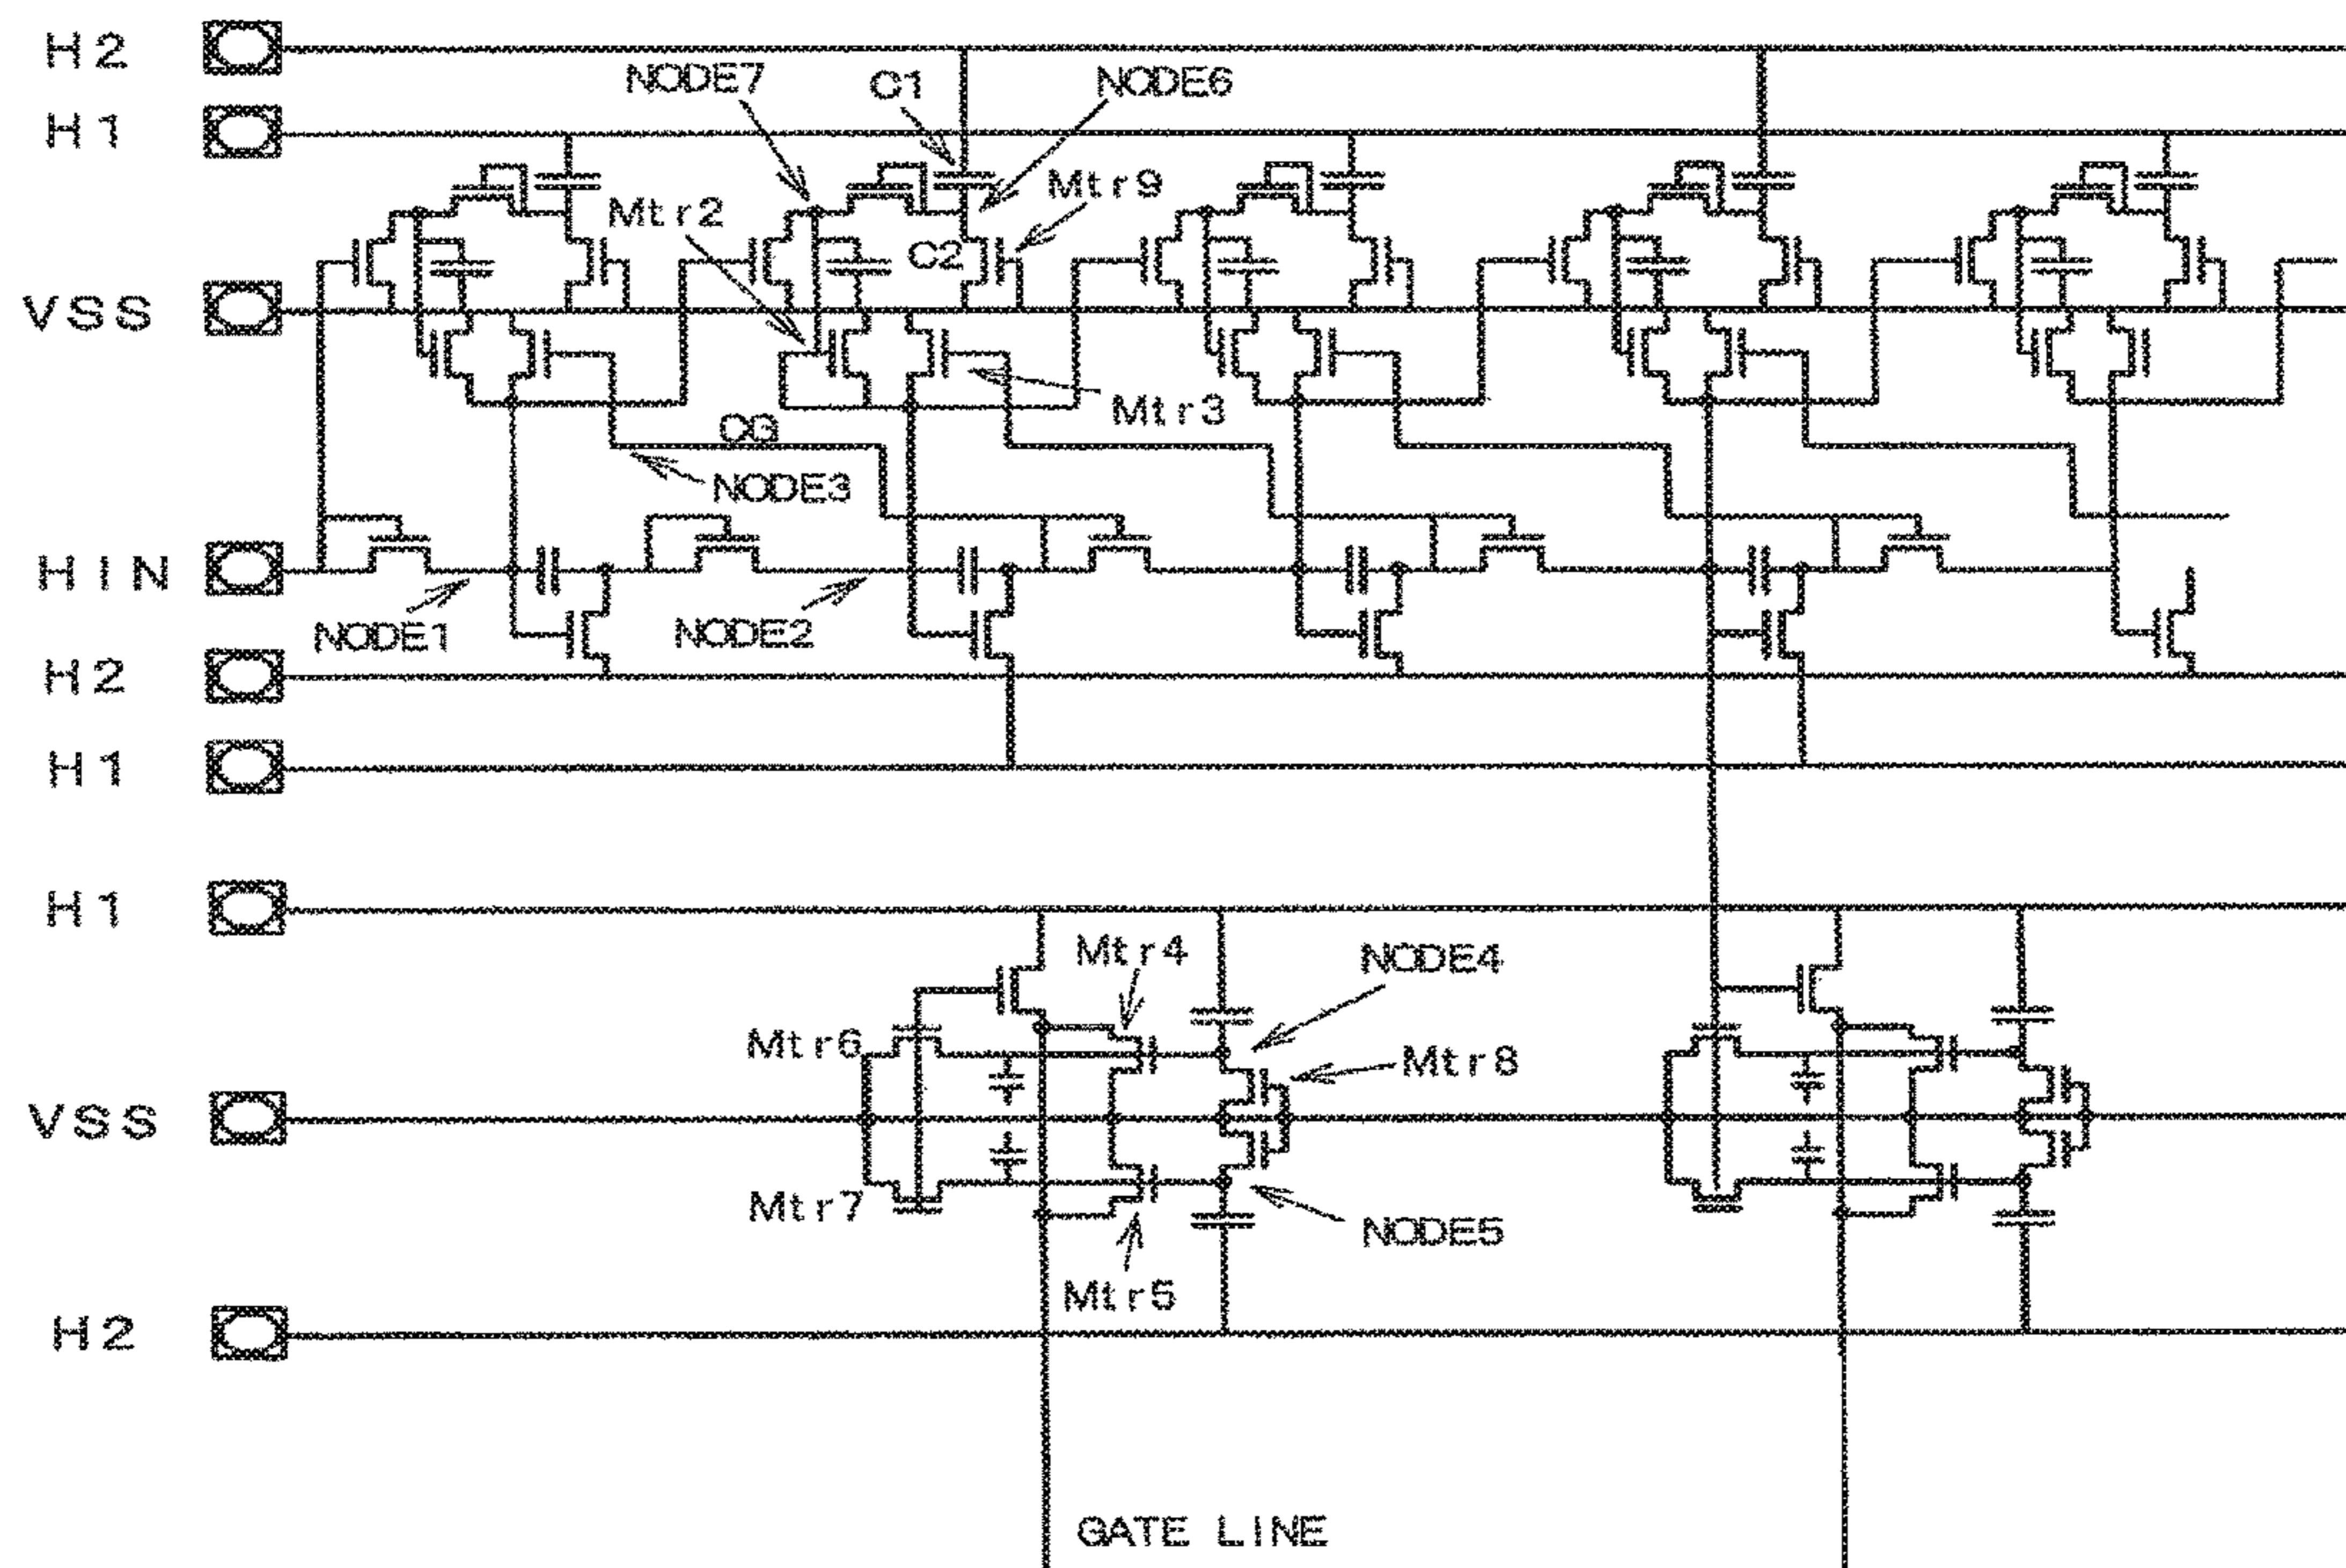 H2
NODE7
C1
NODE6
H1
Mtr2
Mtr9
C2
VSS
Mtr3
CG
NODE3
HIN
NODE1
NODE2
H2
H1
H1
Mtr4
NODE4
Mtr6
Mtr8
VSS
Mtr7
NODE5
Mtr5
H2
GATE LINE